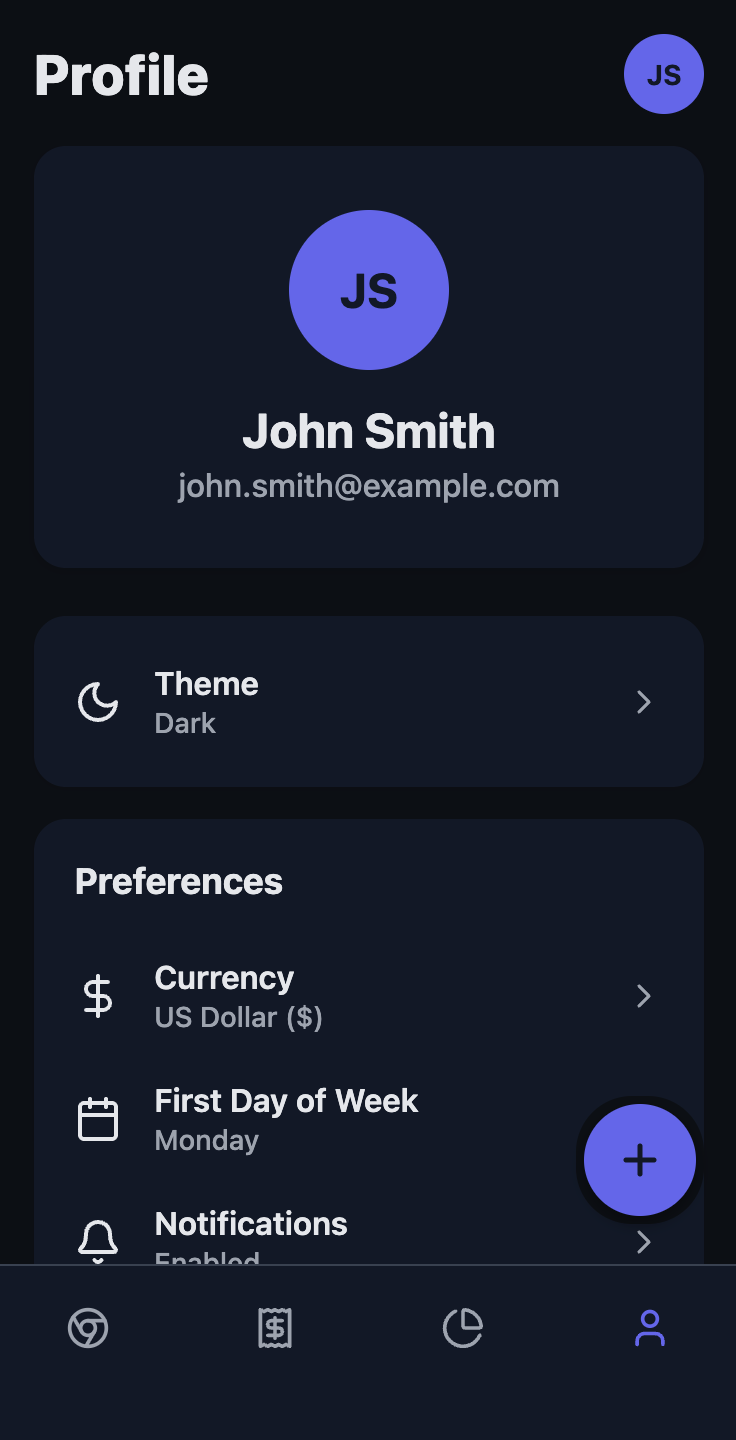 Profile
JS
JS
John Smith
john.smith@example.com
Theme
Dark
Preferences
Currency
US Dollar ($)
First Day of Week
Monday
Notifications
Enabled